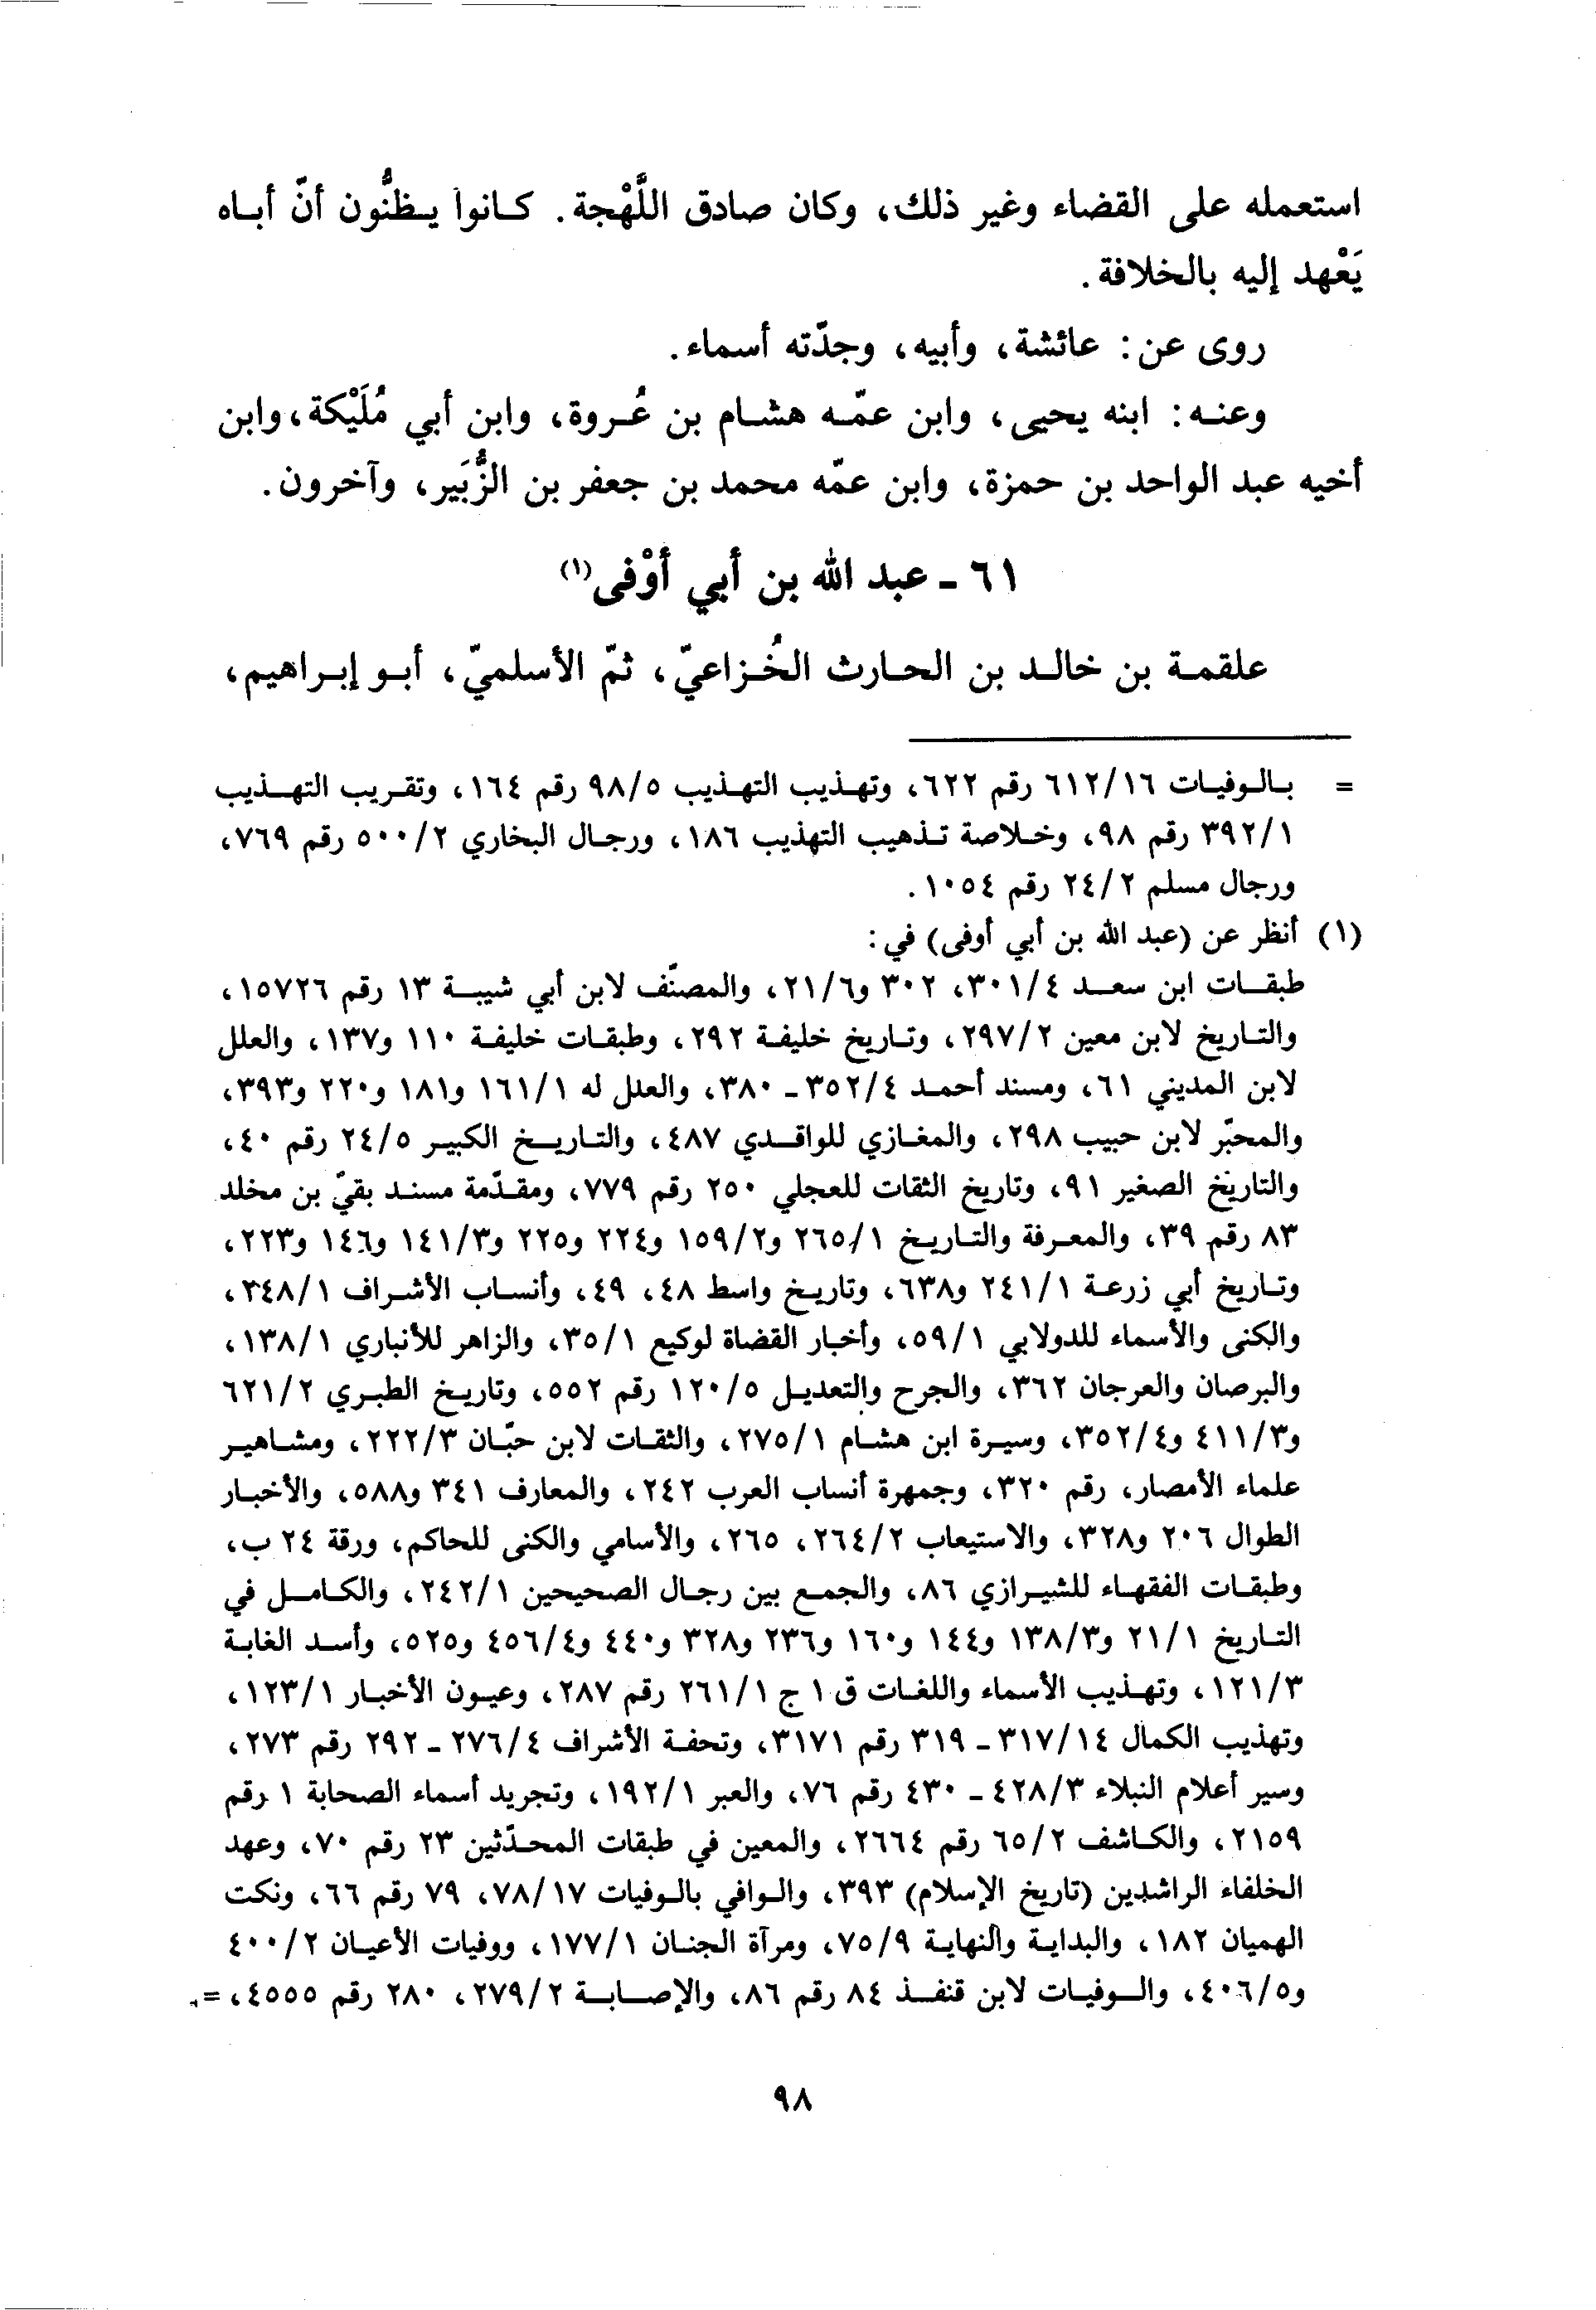 استعمله على القضاء وغير ذلك، وكان صادق اللَّهْجة. كانوا يظنُّون أنّ أباه
يَعْهد إليه بالخلافة.
روى عن: عائشة، وأبيه، وجدّته أسماء.
وعنه: ابنه يحيى، وابن عمّه هشام بن عُروة، وابن أبي مُلَيْكة، وابن
أخيه عبد الواحد بن حمزة، وابن عمّه محمد بن جعفر بن الزُّبَير، وآخرون.
٦١ - عبد الله بن أبي أوْفى(١)
علقمة بن خالد بن الحارث الخُزاعيّ، ثمّ الأسلميّ، أبو إبراهيم،
= بالوفيات ٦١٢/١٦ رقم ٦٢٢، وتهذيب التهذيب ٩٨/٥ رقم ١٦٤، وتقريب التهذيب
٣٩٢/١ رقم ٩٨، وخلاصة تذهيب التهذيب ١٨٦، ورجال البخاري ٥٠٠/٢ رقم ٧٦٩،
ورجال مسلم ٢٤/٢ رقم ١٠٥٤.
(١) أنظر عن (عبد الله بن أبي أوفى) في:
طبقات ابن سعد ٣٠١/٤، ٣٠٢ و٢١/٦، والمصنّف لابن أبي شيبة ١٣ رقم ١٥٧٢٦،
والتاريخ لابن معين ٢٩٧/٢، وتاريخ خليفة ٢٩٢، وطبقات خليفة ١١٠ و١٣٧، والعلل
لابن المديني ٦١، ومسند أحمد ٣٥٢/٤ - ٣٨٠، والعلل له ١٦١/١ و١٨١ و٢٢٠ و٣٩٣،
والمحبّر لابن حبيب ٢٩٨، والمغازي للواقدي ٤٨٧، والتاريخ الكبير ٢٤/٥ رقم ٤٠،
والتاريخ الصغير ٩١، وتاريخ الثقات للعجلي ٢٥٠ رقم ٧٧٩، ومقدّمة مسند بقيّ بن مخلد
٨٣ رقم ٣٩، والمعرفة والتاريخ ٢٦٥/١ و١٥٩/٢ و٢٢٤ و٢٢٥ و١٤١/٣ و١٤٦ و٢٢٣،
وتاريخ أبي زرعة ٢٤١/١ و٦٣٨، وتاريخ واسط ٤٨، ٤٩، وأنساب الأشراف ٣٤٨/١،
والكنى والأسماء للدولابي ٥٩/١، وأخبار القضاة لوكيع ٣٥/١، والزاهر للأنباري ١٣٨/١،
والبرصان والعرجان ٣٦٢، والجرح والتعديل ١٢٠/٥ رقم ٥٥٢، وتاريخ الطبري ٦٢١/٢
و٤١١/٣ و٣٥٢/٤، وسيرة ابن هشام ٢٧٥/١، والثقات لابن حبّان ٢٢٢/٣، ومشاهير
علماء الأمصار، رقم ٣٢٠، وجمهرة أنساب العرب ٢٤٢، والمعارف ٣٤١ و٥٨٨، والأخبار
الطوال ٢٠٦ و٣٢٨، والاستيعاب ٢٦٤/٢، ٢٦٥، والأسامي والكنى للحاكم، ورقة ٢٤ ب،
وطبقات الفقهاء للشيرازي ٨٦، والجمع بين رجال الصحيحين ٢٤٢/١، والكامل في
التاريخ ٢١/١ و١٣٨/٣ و١٤٤ و١٦٠ و٢٣٦ و٣٢٨ و٤٤٠ و٤٥٦/٤ و٥٢٥، وأسد الغابة
١٢١/٣، وتهذيب الأسماء واللغات ق ١ ج ٢٦١/١ رقم ٢٨٧، وعيون الأخبار ١٢٣/١،
وتهذيب الكمال ٣١٧/١٤ - ٣١٩ رقم ٣١٧١، وتحفة الأشراف ٢٧٦/٤ - ٢٩٢ رقم ٢٧٣،
وسير أعلام النبلاء ٤٢٨/٣ - ٤٣٠ رقم ٧٦، والعبر ١٩٢/١، وتجريد أسماء الصحابة ١ رقم
٢١٥٩، والكاشف ٦٥/٢ رقم ٢٦٦٤، والمعين في طبقات المحدّثين ٢٣ رقم ٧٠، وعهد
الخلفاء الراشدين (تاريخ الإسلام) ٣٩٣، والوافي بالوفيات ٧٨/١٧، ٧٩ رقم ٦٦، ونكت
الهميان ١٨٢، والبداية والنهاية ٧٥/٩، ومرآة الجنان ١٧٧/١، ووفيات الأعيان ٤٠٠/٢
و٤٠٦/٥، والوفيات لابن قنفذ ٨٤ رقم ٨٦، والإصابة ٢٧٩/٢، ٢٨٠ رقم ٤٥٥٥، =
٩٨